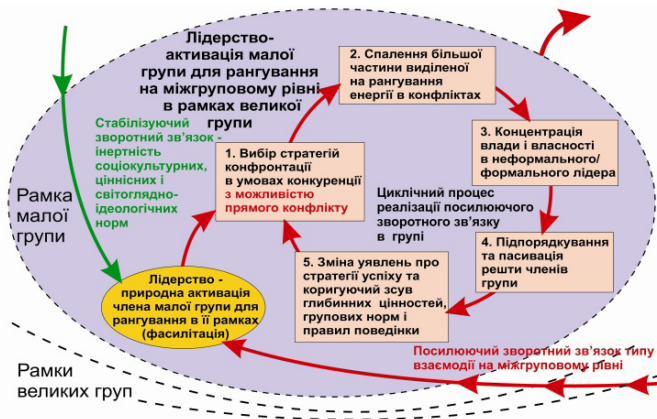 Лідерство-
активація малої
групи для рангування
на міжгруповому рівні
в рамках великої
групи
Стабілізуючий
зворотний зв'язок -
інертність
соціокультурних,
ціннісних і
світоглядно-
ідеологічних
норм
Рамка
малої
групи
1. Вибір стратегій
конфронтації
в умовах конкуренції
з можливістю
прямого конфлікту
2. Спалення більшої
частини виділеної
на рангування
енергії в конфліктах
3. Концентрація
влади і власності
в неформального/
формального лідера
Циклічний процес
реалізації посилюючого
зворотного зв'язку
в групі
4. Підпорядкування
та пасивація
решти членів
групи
5. Зміна уявлень про
стратегії успіху та
коригуючий зсув
глибинних цінностей,
групових норм і
правил поведінки
Лідерство -
природна активація
члена малої групи для
рангування в її рамках
(фасилітація)
Посилюючий зворотний зв'язок типу
взаємодії на міжгруповому рівні
Рамки
великих груп